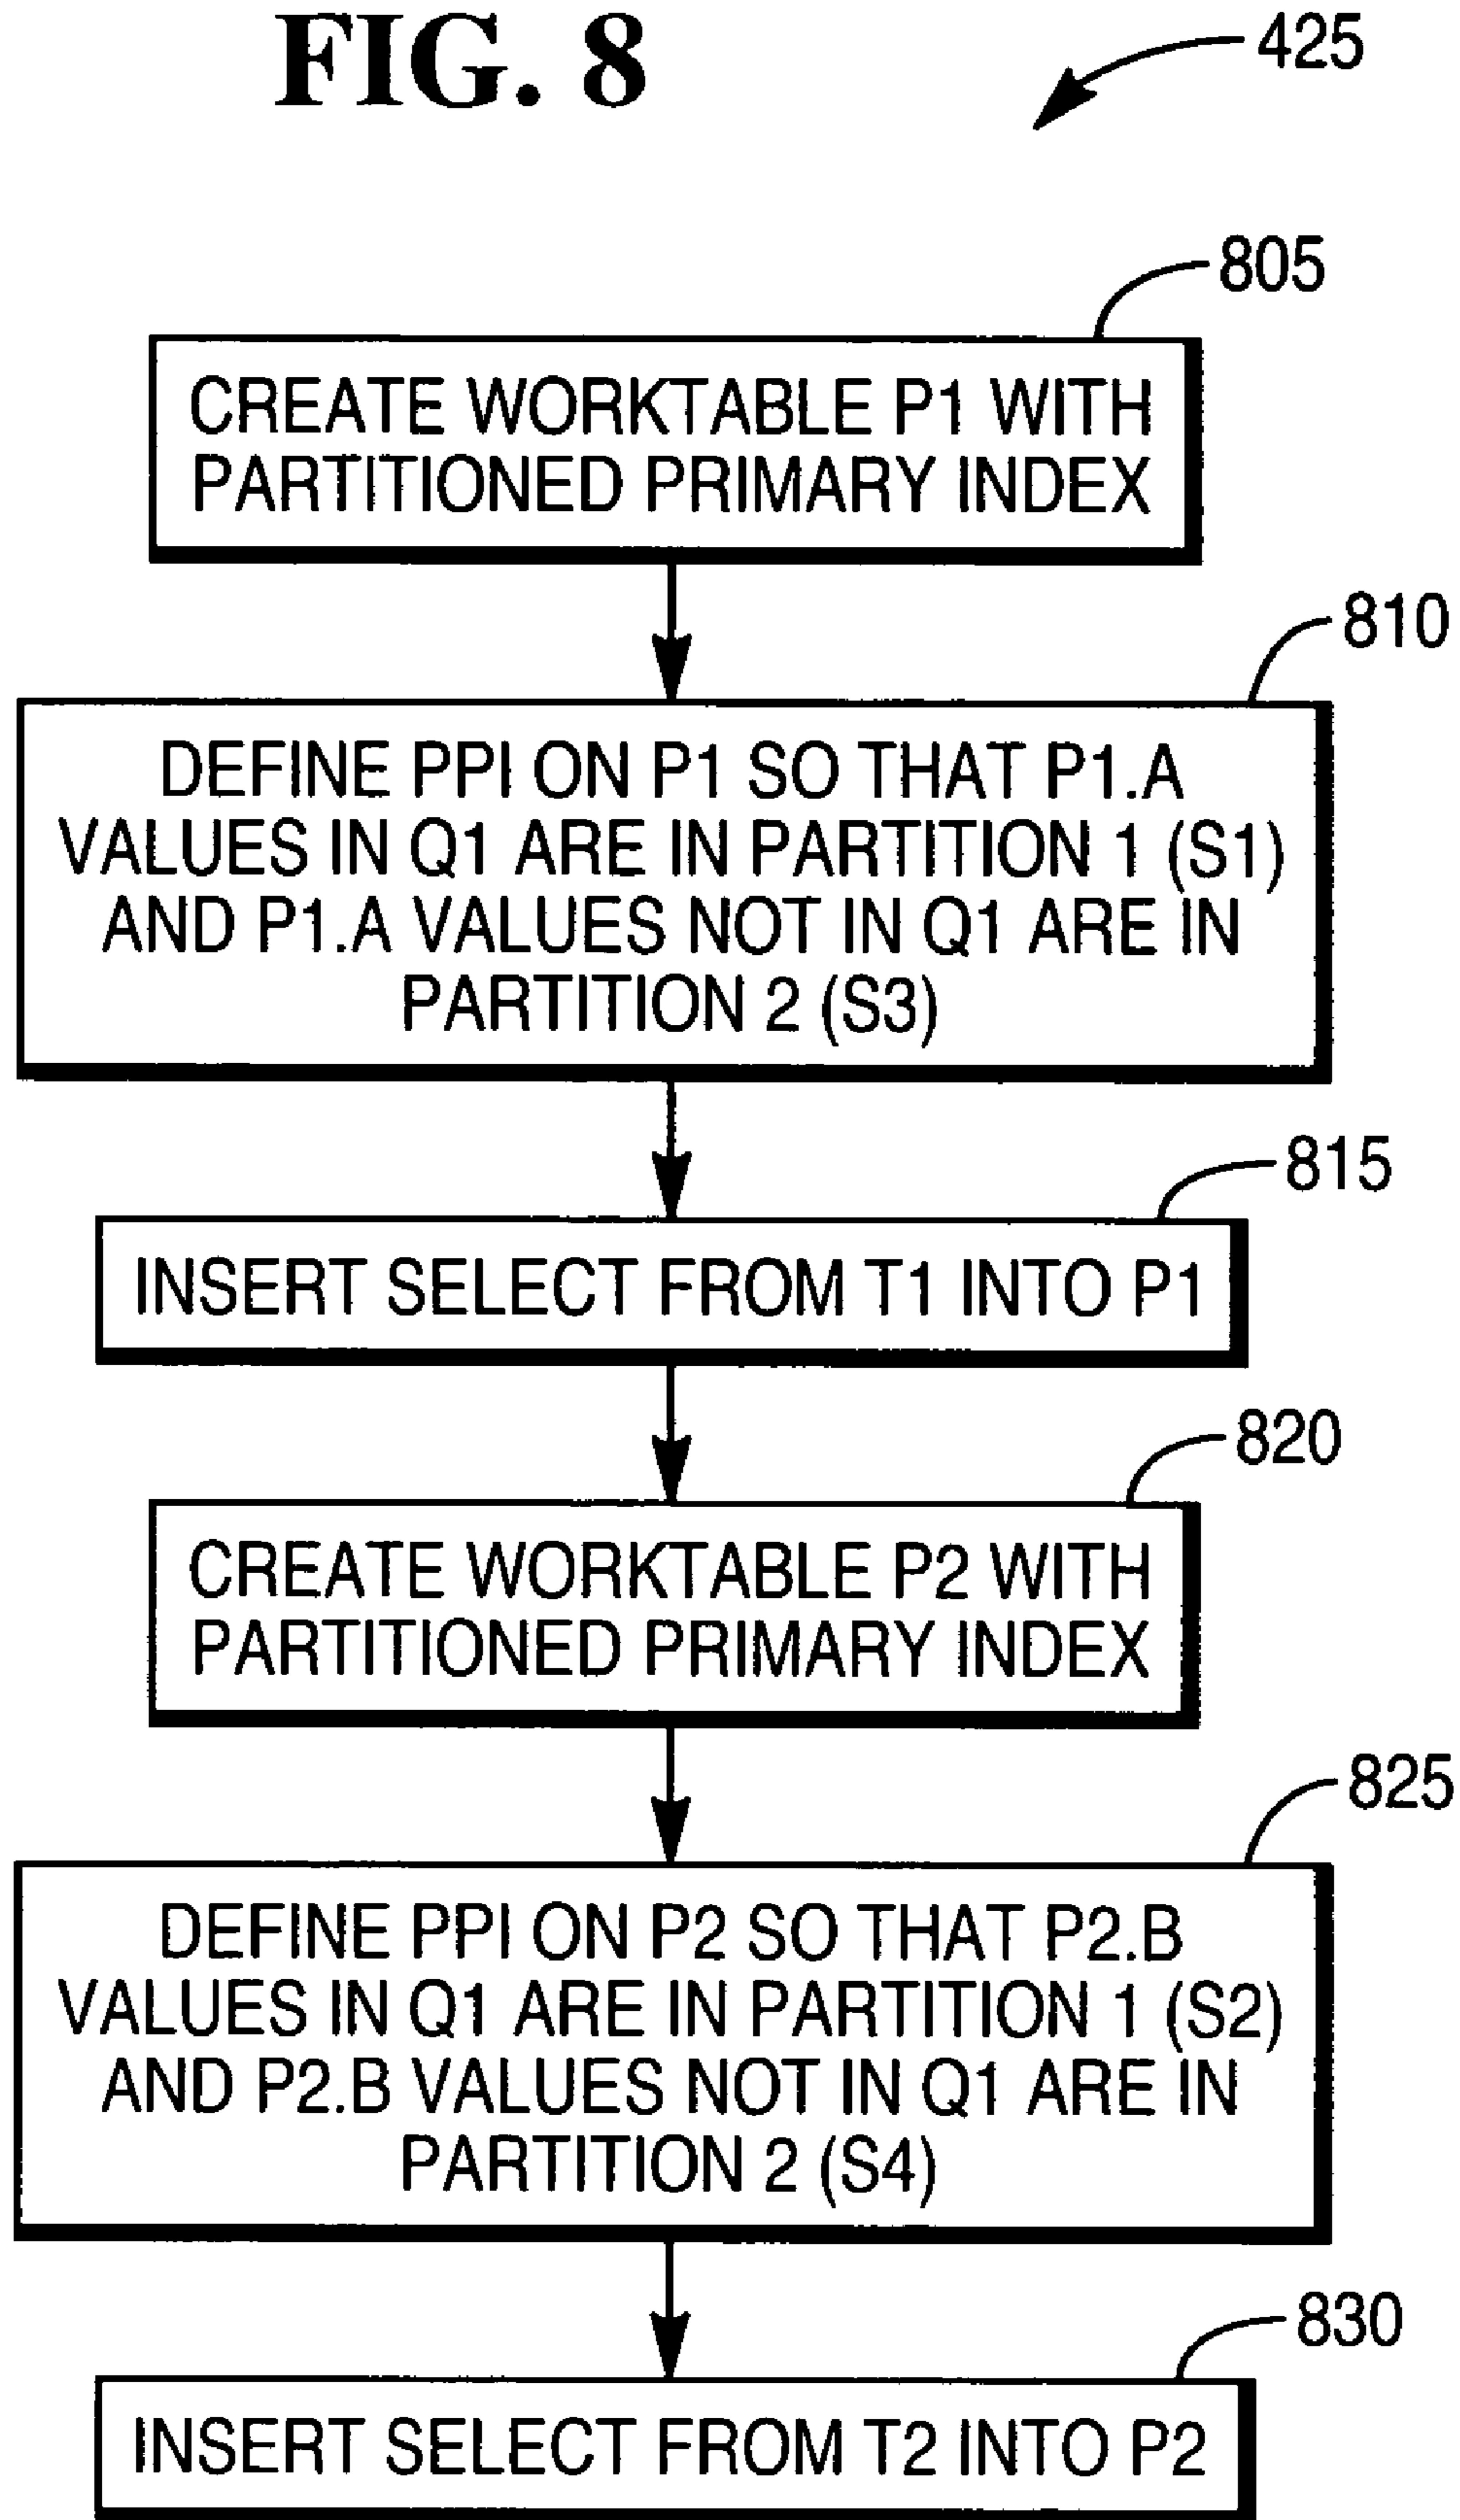 FIG. 8
425
805
CREATE WORKTABLE P1 WITH
PARTITIONED PRIMARY INDEX
810
DEFINE PPI ON P1 SO THAT P1.A
VALUES IN Q1 ARE IN PARTITION 1 (S1)
AND P1.A VALUES NOT IN Q1 ARE IN
PARTITION 2 (S3)
815
INSERT SELECT FROM T1 INTO P1
820
CREATE WORKTABLE P2 WITH
PARTITIONED PRIMARY INDEX
825
DEFINE PPI ON P2 SO THAT P2.B
VALUES IN Q1 ARE IN PARTITION 1 (S2)
AND P2.B VALUES NOT IN Q1 ARE IN
PARTITION 2 (S4)
830
INSERT SELECT FROM T2 INTO P2